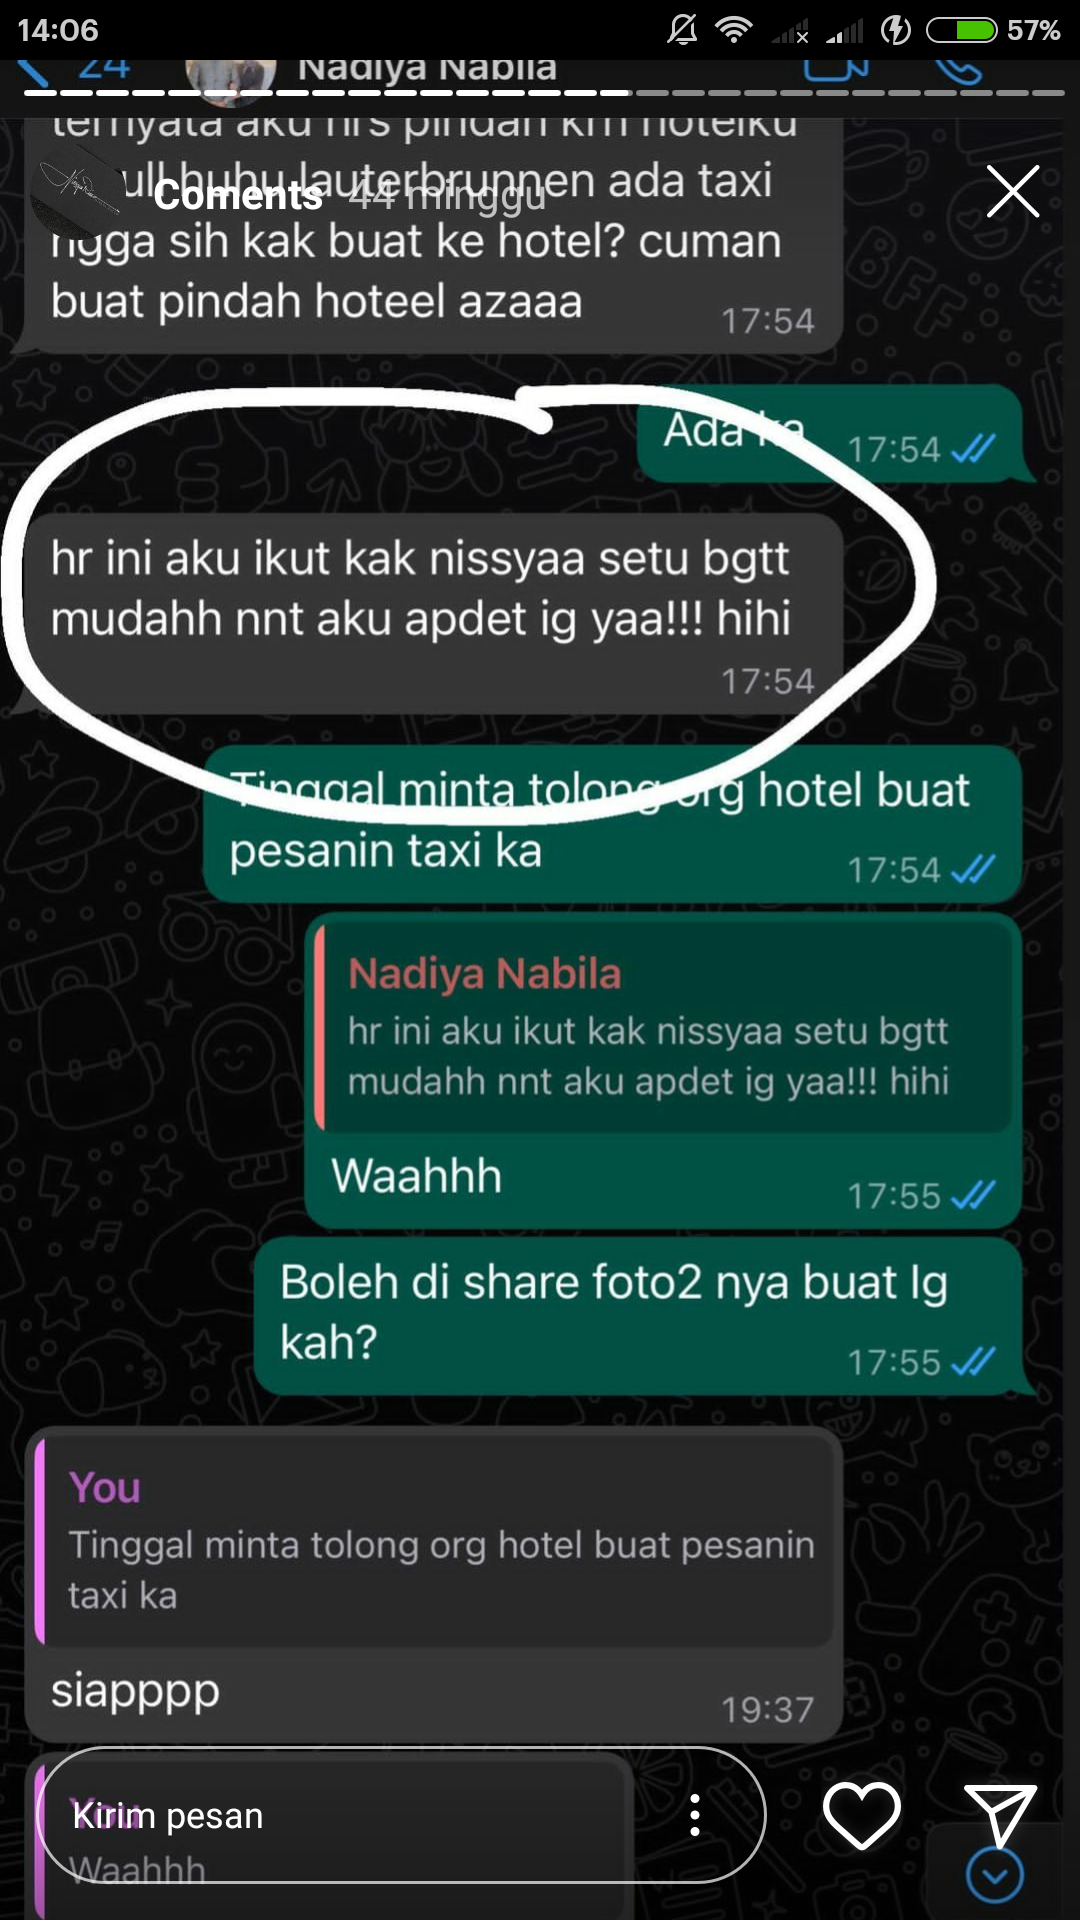 14:06
57%
24
Nadiya Nabila
ternyata aku hrs pindah krn hotelku
Coments 44 minggu
full huhu lauterbrunnen ada taxi
ngga sih kak buat ke hotel? cuman
buat pindah hoteel azaaa
17:54
Ada ka
17:54
hr ini aku ikut kak nissyaa setu bgtt
mudahh nnt aku apdet ig yaa!!! hihi
17:54
Tinggal minta tolong org hotel buat
pesanin taxi ka
17:54
Nadiya Nabila
hr ini aku ikut kak nissyaa setu bgtt
mudahh nnt aku apdet ig yaa!!! hihi
Waahhh
17:55
Boleh di share foto2 nya buat Ig
kah?
17:55
You
Tinggal minta tolong org hotel buat pesanin
taxi ka
siapppp
19:37
You
Kirim pesan
Waahhh